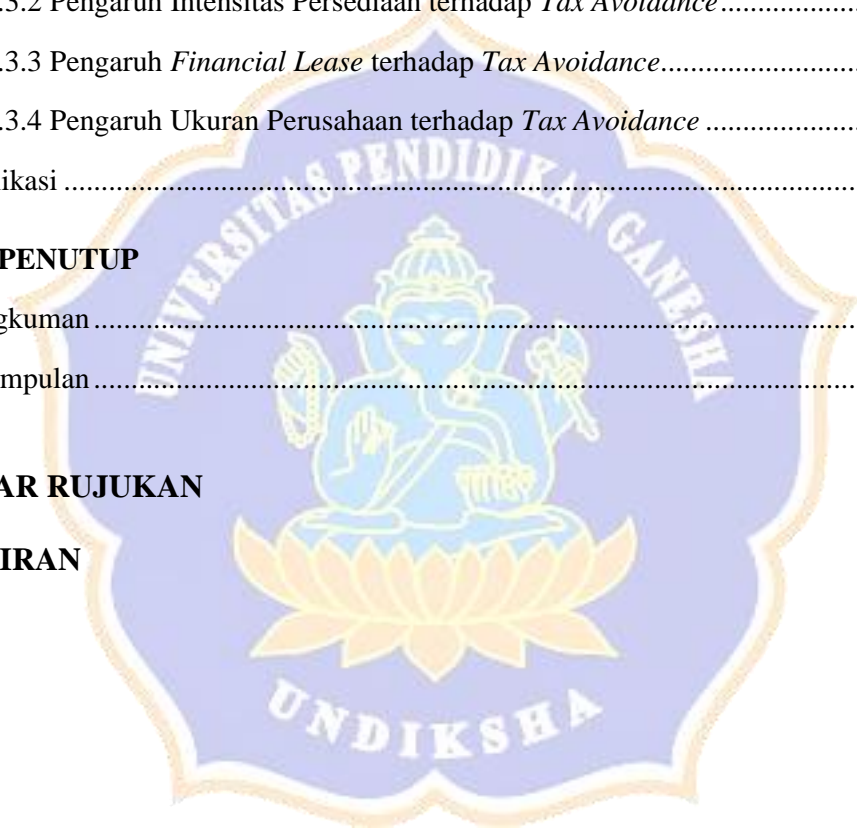 .3.2 Pengaruh Intensitas Persediaan terhadap Tax Avoidance
.3.3 Pengaruh Financial Lease terhadap Tax Avoidance
.3.4 Pengaruh Ukuran Perusahaan terhadap Tax Avoidance
likasi
PENUTUP
gkuman
mpulan
AR RUJUKAN
IRAN
UNIVERSITAS PENDIDIKAN GANESHA
UNDIKSHA